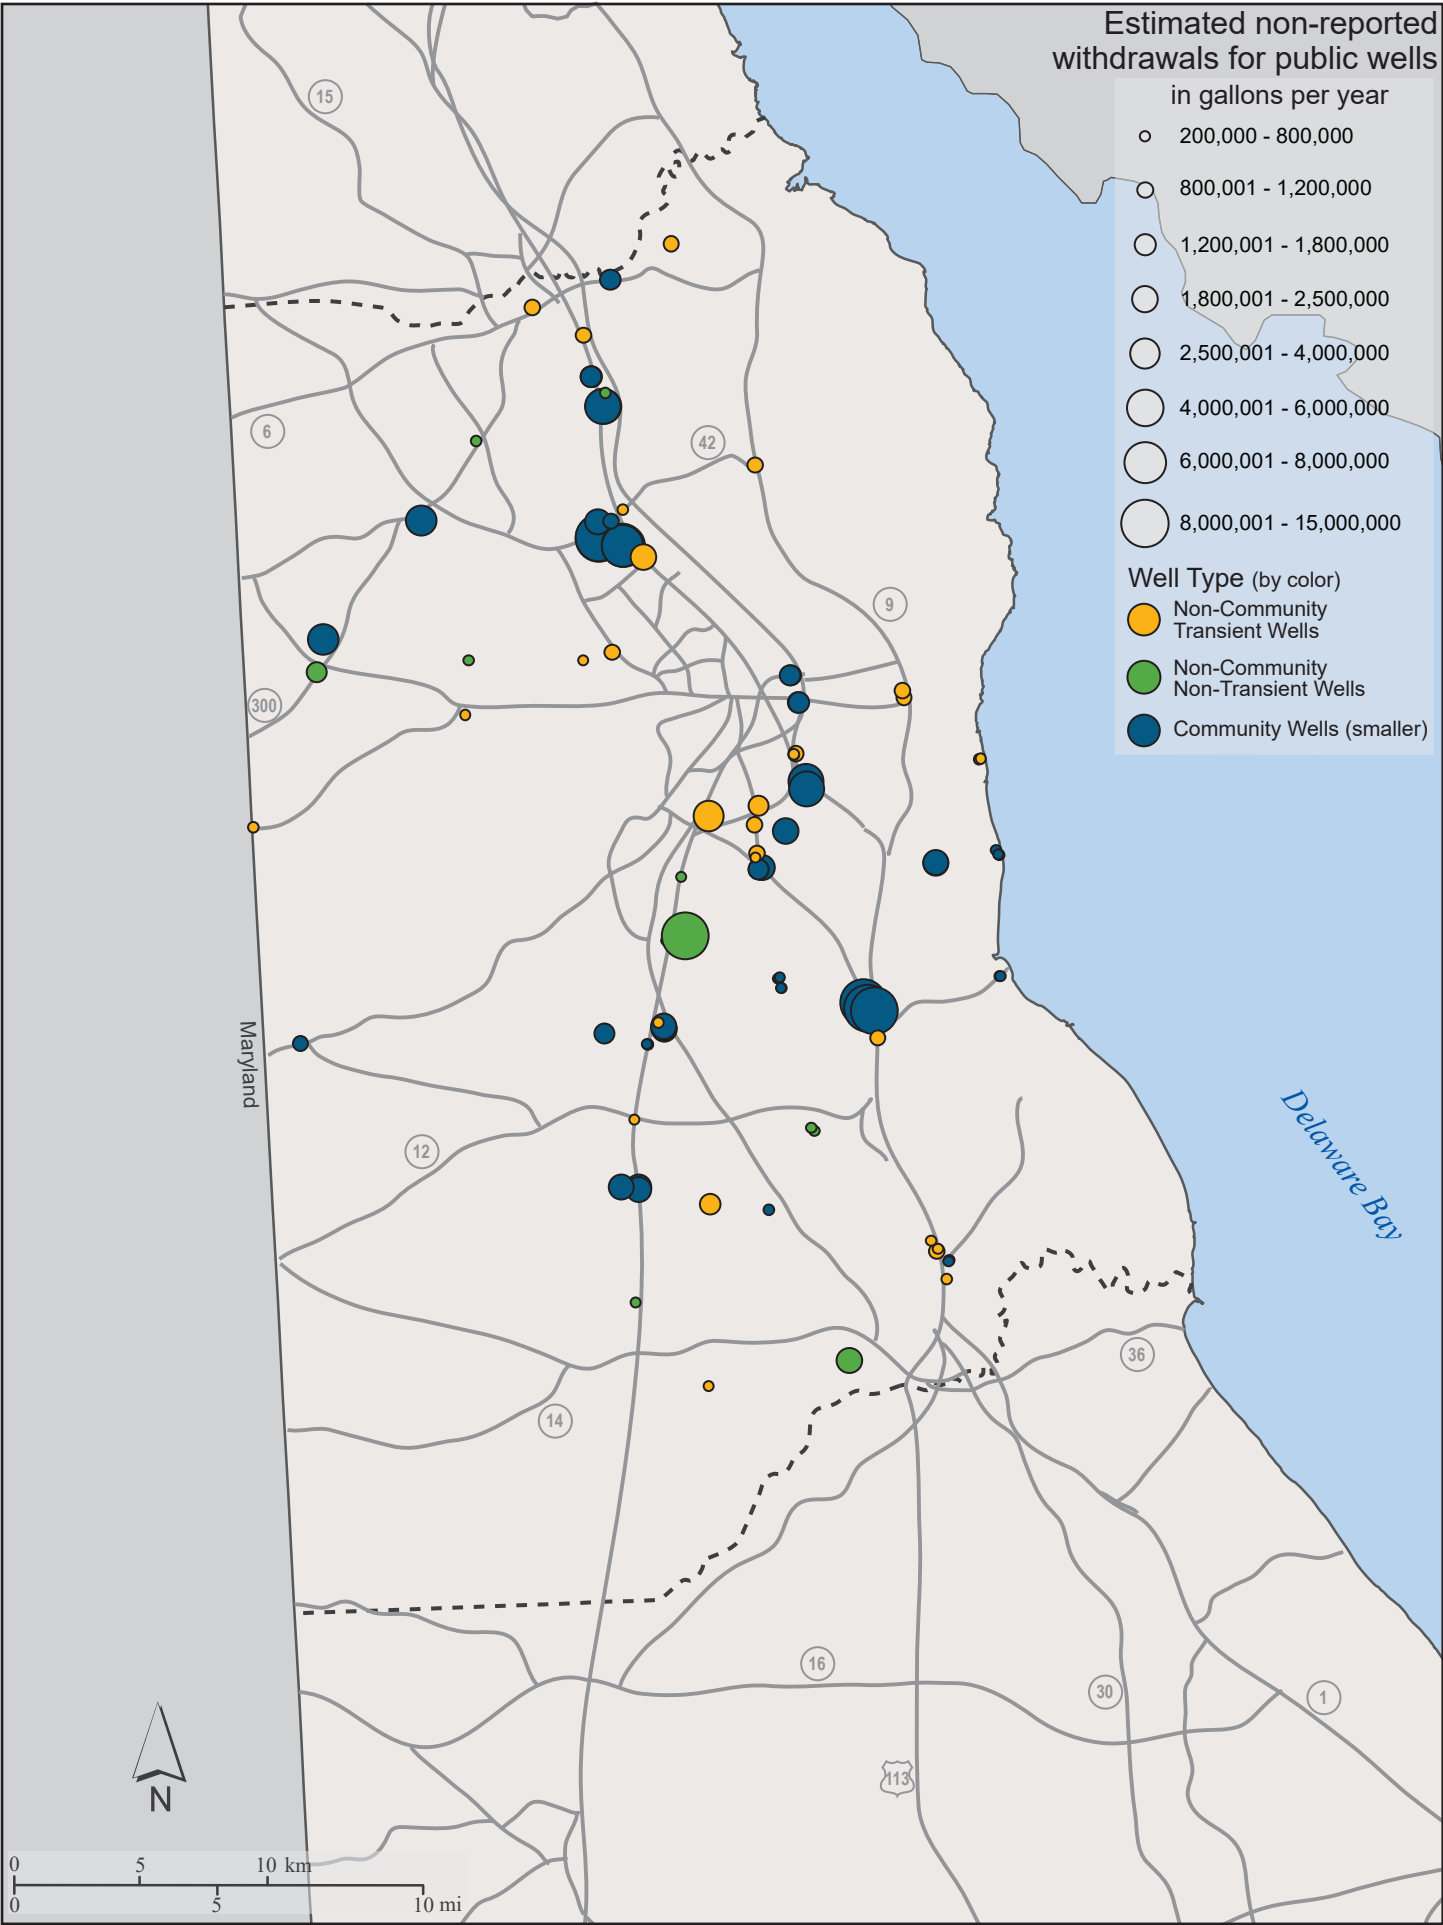 Estimated non-reported
withdrawals for public wells
in gallons per year
200,000 - 800,000
800,001 - 1,200,000
1,200,001 - 1,800,000
1,800,001 - 2,500,000
2,500,001 - 4,000,000
4,000,001 - 6,000,000
6,000,001 - 8,000,000
8,000,001 - 15,000,000
Well Type (by color)
Non-Community
Transient Wells
Non-Community
Non-Transient Wells
Community Wells (smaller)
15
6
42
9
300
Maryland
Delaware Bay
12
36
14
16
30
1
113
N
0 5 10 km
0 5 10 mi